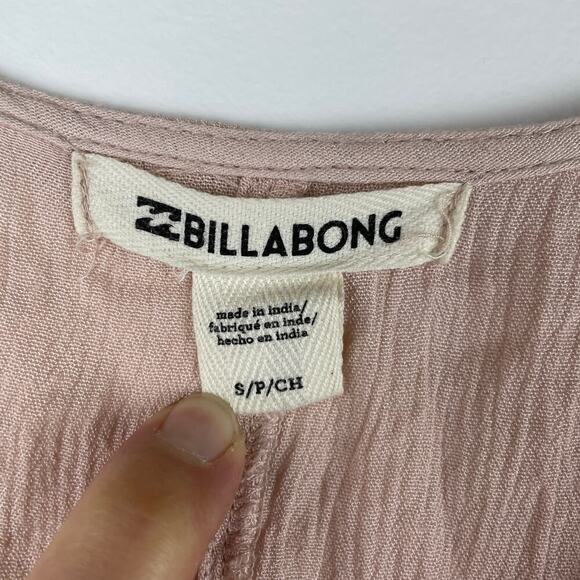 BILLABONG
made in india/
fabriqué en inde/
hecho en india
S/P/CH